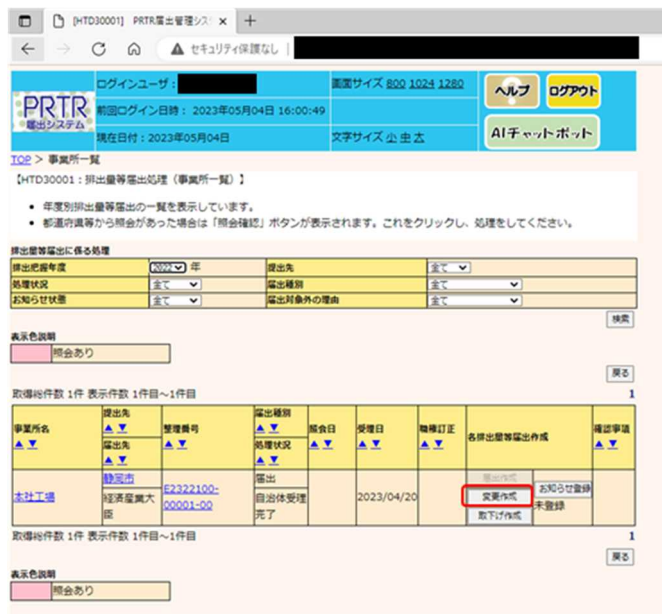 [HTD30001] PRTR届出管理シス
セキュリティ保護なし
PRTR
届出システム
ログインユーザ：
画面サイズ 800 1024 1280
ヘルプ
ログアウト
前回ログイン日時： 2023年05月04日 16:00:49
現在日付：2023年05月04日
文字サイズ 小 中 太
AIチャットボット
TOP > 事業所一覧
【HTD30001：排出量等届出処理（事業所一覧）】
• 年度別排出量等届出の一覧を表示しています。
• 都道府県等から照会があった場合は「照会確認」ボタンが表示されます。これをクリックし、処理をしてください。
排出量等届出に係る処理
排出把握年度 2022 年 提出先 全て
処理状況 全て 届出種別 全て
お知らせ状態 全て 届出対象外の理由 全て
検索
表示色説明
照会あり
戻る
取得総件数 1件 表示件数 1件目～1件目 1
事業所名 ▲ ▼
提出先 ▲ ▼
届出先 ▲ ▼
整理番号 ▲ ▼
届出種別 ▲ ▼
処理状況 ▲ ▼
照会日 ▲ ▼
受理日 ▲ ▼
職権訂正 ▲ ▼
各排出量等届出作成
確認事項 ▲ ▼
本社工場
静岡市
経済産業大臣
E2322100-
00001-00
届出
自治体受理
完了
2023/04/20
届出作成
変更作成
取下げ作成
お知らせ登録
未登録
取得総件数 1件 表示件数 1件目～1件目 1
戻る
表示色説明
照会あり